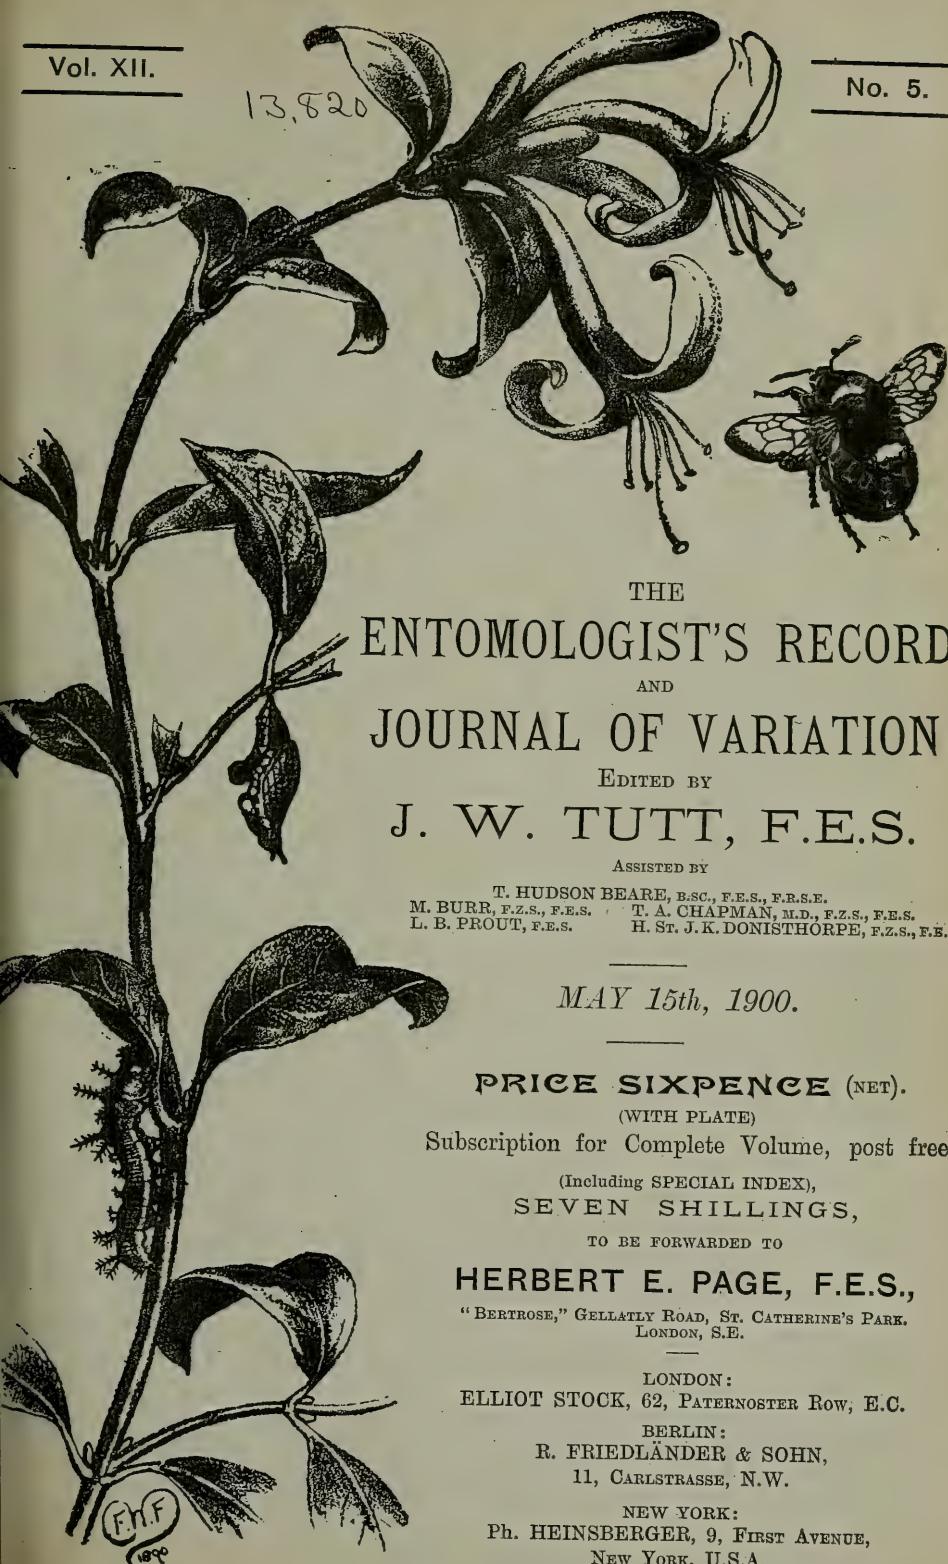 Vol. XII.
13,820
No. 5.
THE
ENTOMOLOGIST'S RECORD
AND
JOURNAL OF VARIATION
EDITED BY
J. W. TUTT, F.E.S.
ASSISTED BY
T. HUDSON BEARE, B.SC., F.E.S., F.R.S.E.
M. BURR, F.Z.S., F.E.S. T. A. CHAPMAN, M.D., F.Z.S., F.E.S.
L. B. PROUT, F.E.S. H. ST. J. K. DONISTHORPE, F.Z.S., F.E.
MAY 15th, 1900.
PRICE SIXPENCE (NET).
(WITH PLATE)
Subscription for Complete Volume, post free
(Including SPECIAL INDEX),
SEVEN SHILLINGS,
TO BE FORWARDED TO
HERBERT E. PAGE, F.E.S.,
"BERTROSE," GELLATLY ROAD, ST. CATHERINE'S PARK.
LONDON, S.E.
LONDON:
ELLIOT STOCK, 62, PATERNOSTER ROW, E.C.
BERLIN:
R. FRIEDLÄNDER & SOHN,
11, CARLSTRASSE, N.W.
NEW YORK:
Ph. HEINSBERGER, 9, FIRST AVENUE,
NEW YORK, U.S.A
F.N.F
1890